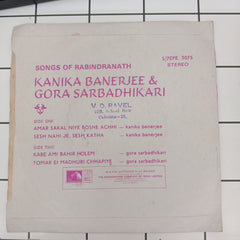 S/7EPE. 3075
STEREO
SONGS OF RABINDRANATH
KANIKA BANERJEE &
GORA SARBADHIKARI
SIDE ONE
AMAR SAKAL NIYE BOSHE ACHHI — kanika banerjee
SESH NAHI JE, SESH KATHA — kanika banerjee
SIDE TWO
KABE AMI BAHIR HOLEM — gora sarbadhikari
TOMAR EI MADHURI CHHAPIYE — gora sarbadhikari